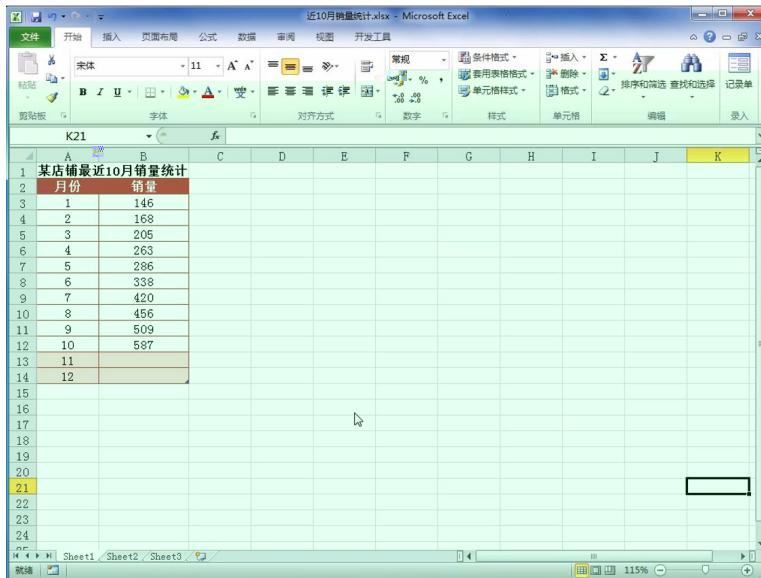 近10月销量统计.xlsx - Microsoft Excel
文件 开始 插入 页面布局 公式 数据 审阅 视图 开发工具
宋体 11 A A 常规 条件格式 插入 Σ
粘贴 套用表格格式 删除 排序和筛选 查找和选择 记录单
B I U A 变 % , 单元格样式 格式
剪贴板 字体 对齐方式 数字 样式 单元格 编辑 录入
K21 fx
A B C D E F G H I J K
1 某店铺最近10月销量统计
2 月份 销量
3 1 146
4 2 168
5 3 205
6 4 263
7 5 286
8 6 338
9 7 420
10 8 456
11 9 509
12 10 587
13 11
14 12
15
16
17
18
19
20
21
22
23
24
Sheet1 Sheet2 Sheet3
就绪 115%